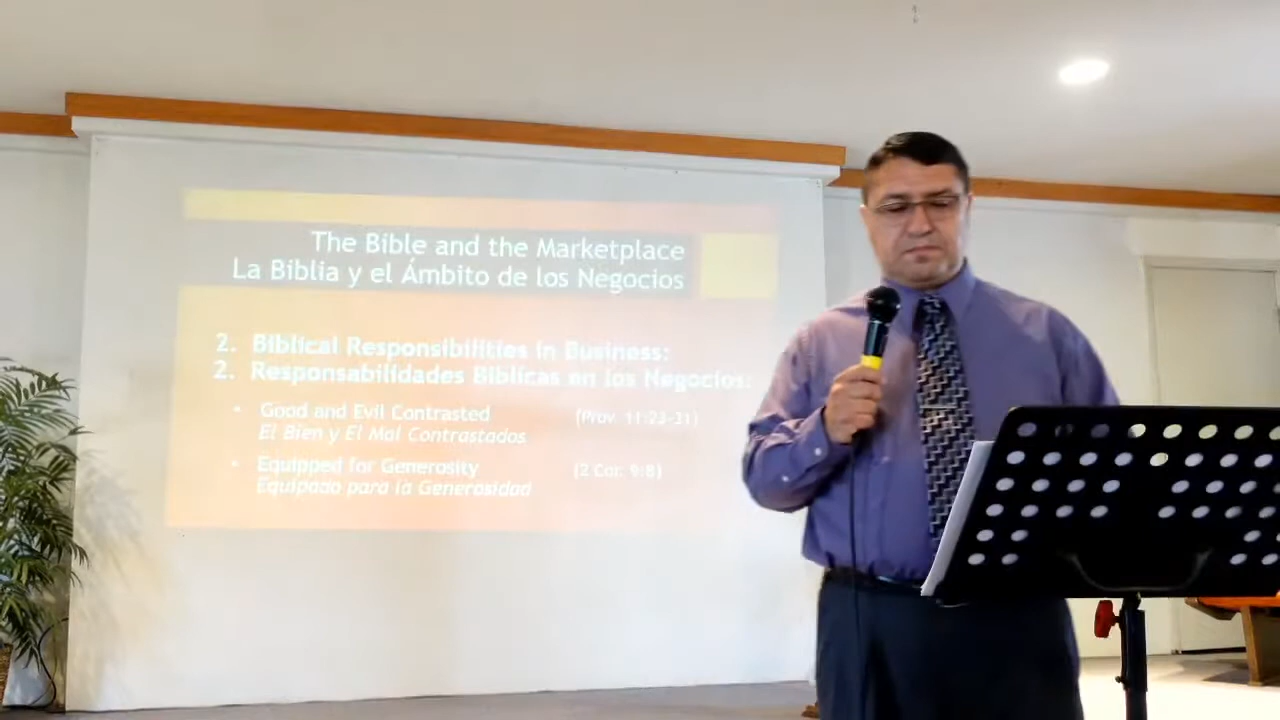 The Bible and the Marketplace
La Biblia y el Ámbito de los Negocios
2. Biblical Responsibilities in Business:
2. Responsabilidades Bíblicas en los Negocios:
• Good and Evil Contrasted (Prov. 11:23-31)
El Bien y El Mal Contrastados
• Equipped for Generosity (2 Cor. 9:8)
Equipado para la Generosidad